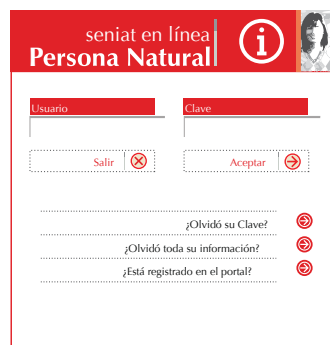 seniat en línea
Persona Natural
Usuario
Clave
Salir
Aceptar
¿Olvidó su Clave?
¿Olvidó toda su información?
¿Está registrado en el portal?